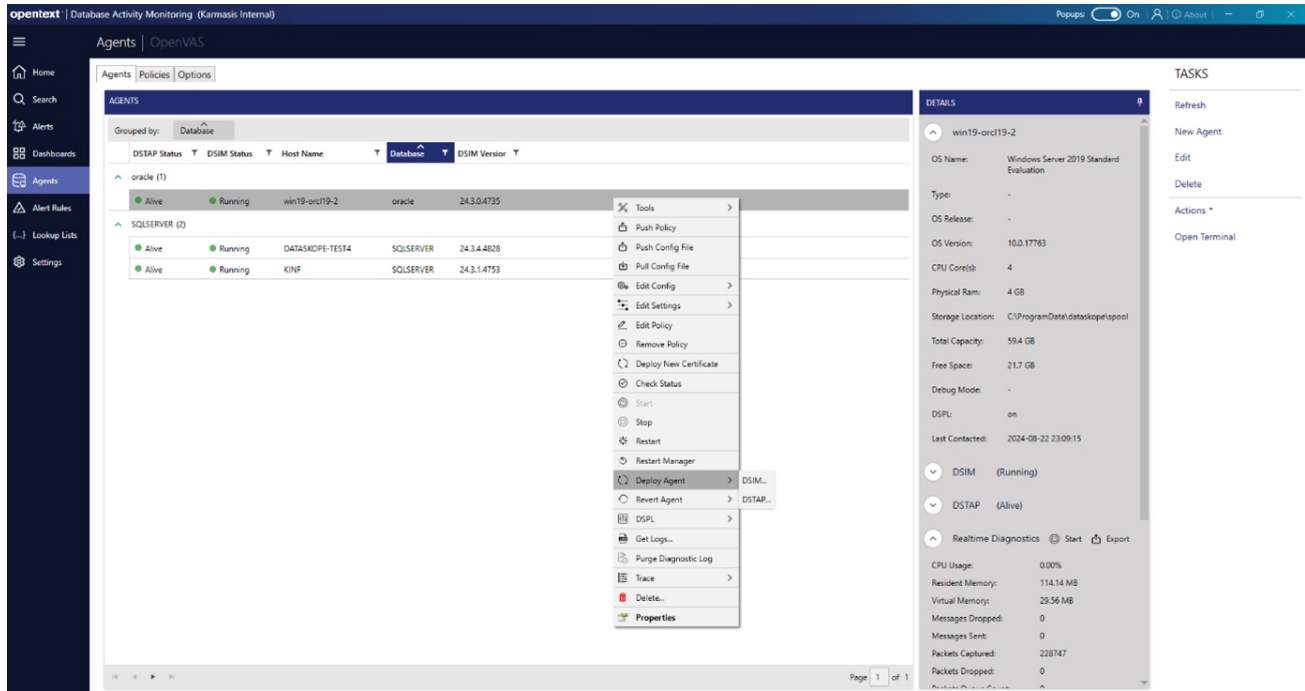 opentext™ | Database Activity Monitoring (Karmasis Internal)
Popups: On About
Agents | OpenVAS
Home
Search
Alerts
Dashboards
Agents
Alert Rules
Lookup Lists
Settings
Agents Policies Options
AGENTS
Grouped by: Database
DSTAP Status DSIM Status Host Name Database DSIM Version
oracle (1)
Alive Running win19-orcl19-2 oracle 24.3.0.4735
SQLSERVER (2)
Alive Running DATASKOPE-TEST4 SQLSERVER 24.3.4.4828
Alive Running KINF SQLSERVER 24.3.1.4753
Tools
Push Policy
Push Config File
Pull Config File
Edit Config
Edit Settings
Edit Policy
Remove Policy
Deploy New Certificate
Check Status
Start
Stop
Restart
Restart Manager
Deploy Agent
DSIM...
Revert Agent
DSTAP...
DSPL
Get Logs...
Purge Diagnostic Log
Trace
Delete...
Properties
Page 1 of 1
DETAILS
win19-orcl19-2
OS Name: Windows Server 2019 Standard
Evaluation
Type: -
OS Release: -
OS Version: 10.0.17763
CPU Core(s): 4
Physical Ram: 4 GB
Storage Location: C:\ProgramData\dataskope\spool
Total Capacity: 59.4 GB
Free Space: 21.7 GB
Debug Mode: -
DSPL: on
Last Contacted: 2024-08-22 23:09:15
DSIM (Running)
DSTAP (Alive)
Realtime Diagnostics Start Export
CPU Usage: 0.00%
Resident Memory: 114.14 MB
Virtual Memory: 29.56 MB
Messages Dropped: 0
Messages Sent: 0
Packets Captured: 228747
Packets Dropped: 0
TASKS
Refresh
New Agent
Edit
Delete
Actions
Open Terminal